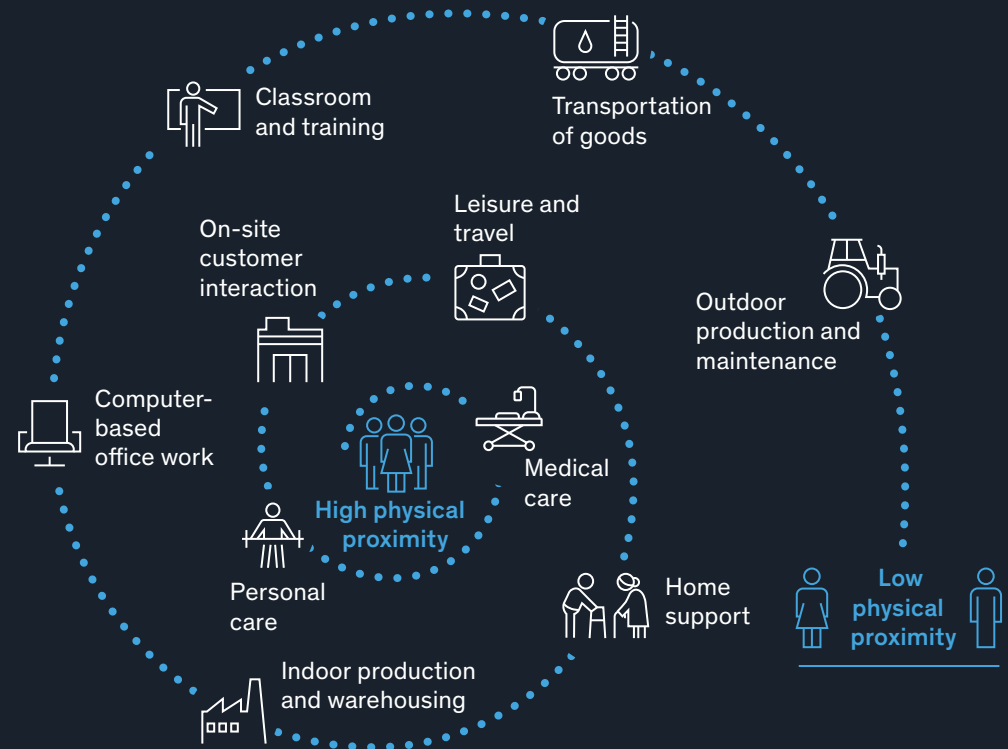 Classroom
and training
Transportation
of goods
Leisure and
travel
On-site
customer
interaction
Outdoor
production and
maintenance
Computer-
based
office work
Medical
care
High physical
proximity
Personal
care
Home
support
Low
physical
proximity
Indoor production
and warehousing